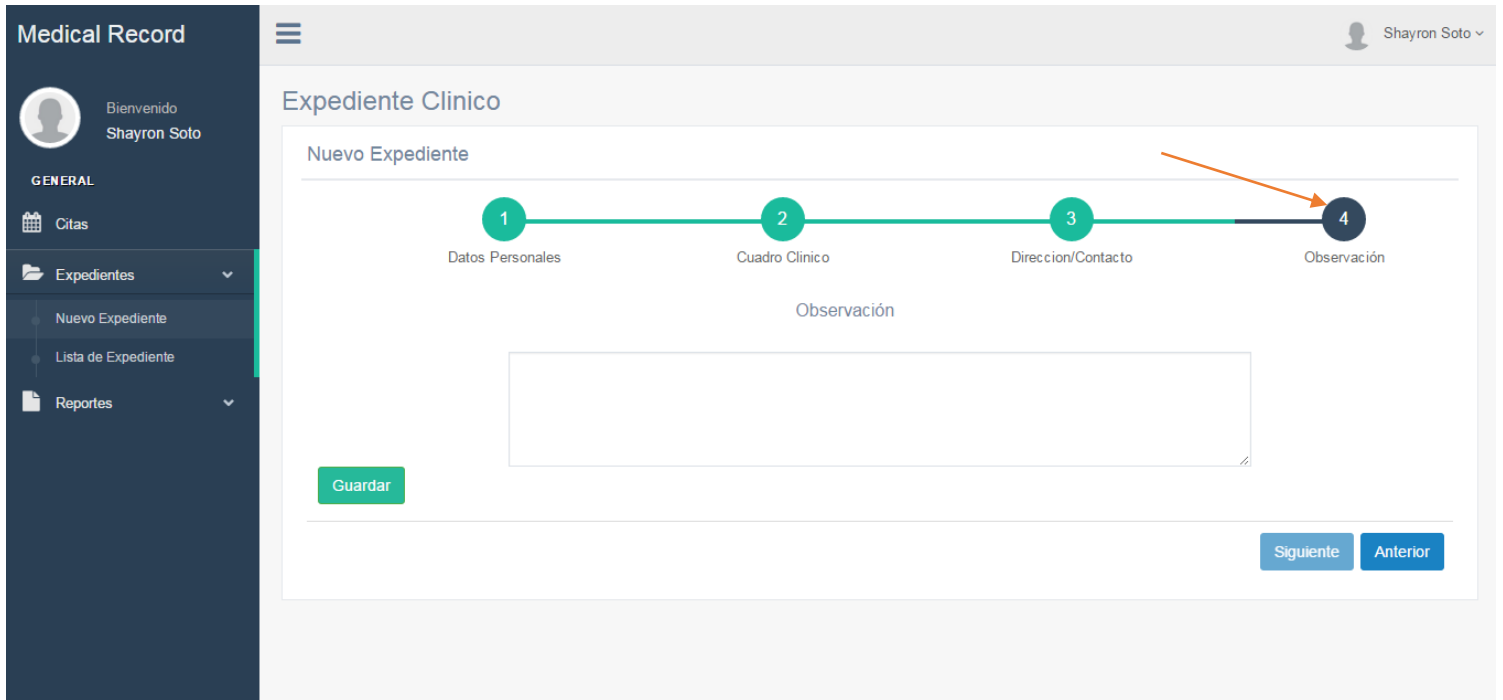 Medical Record
Shayron Soto
Bienvenido
Shayron Soto
GENERAL
Citas
Expedientes
Nuevo Expediente
Lista de Expediente
Reportes
Expediente Clinico
Nuevo Expediente
1
2
3
4
Datos Personales
Cuadro Clinico
Direccion/Contacto
Observación
Observación
Guardar
Siguiente
Anterior